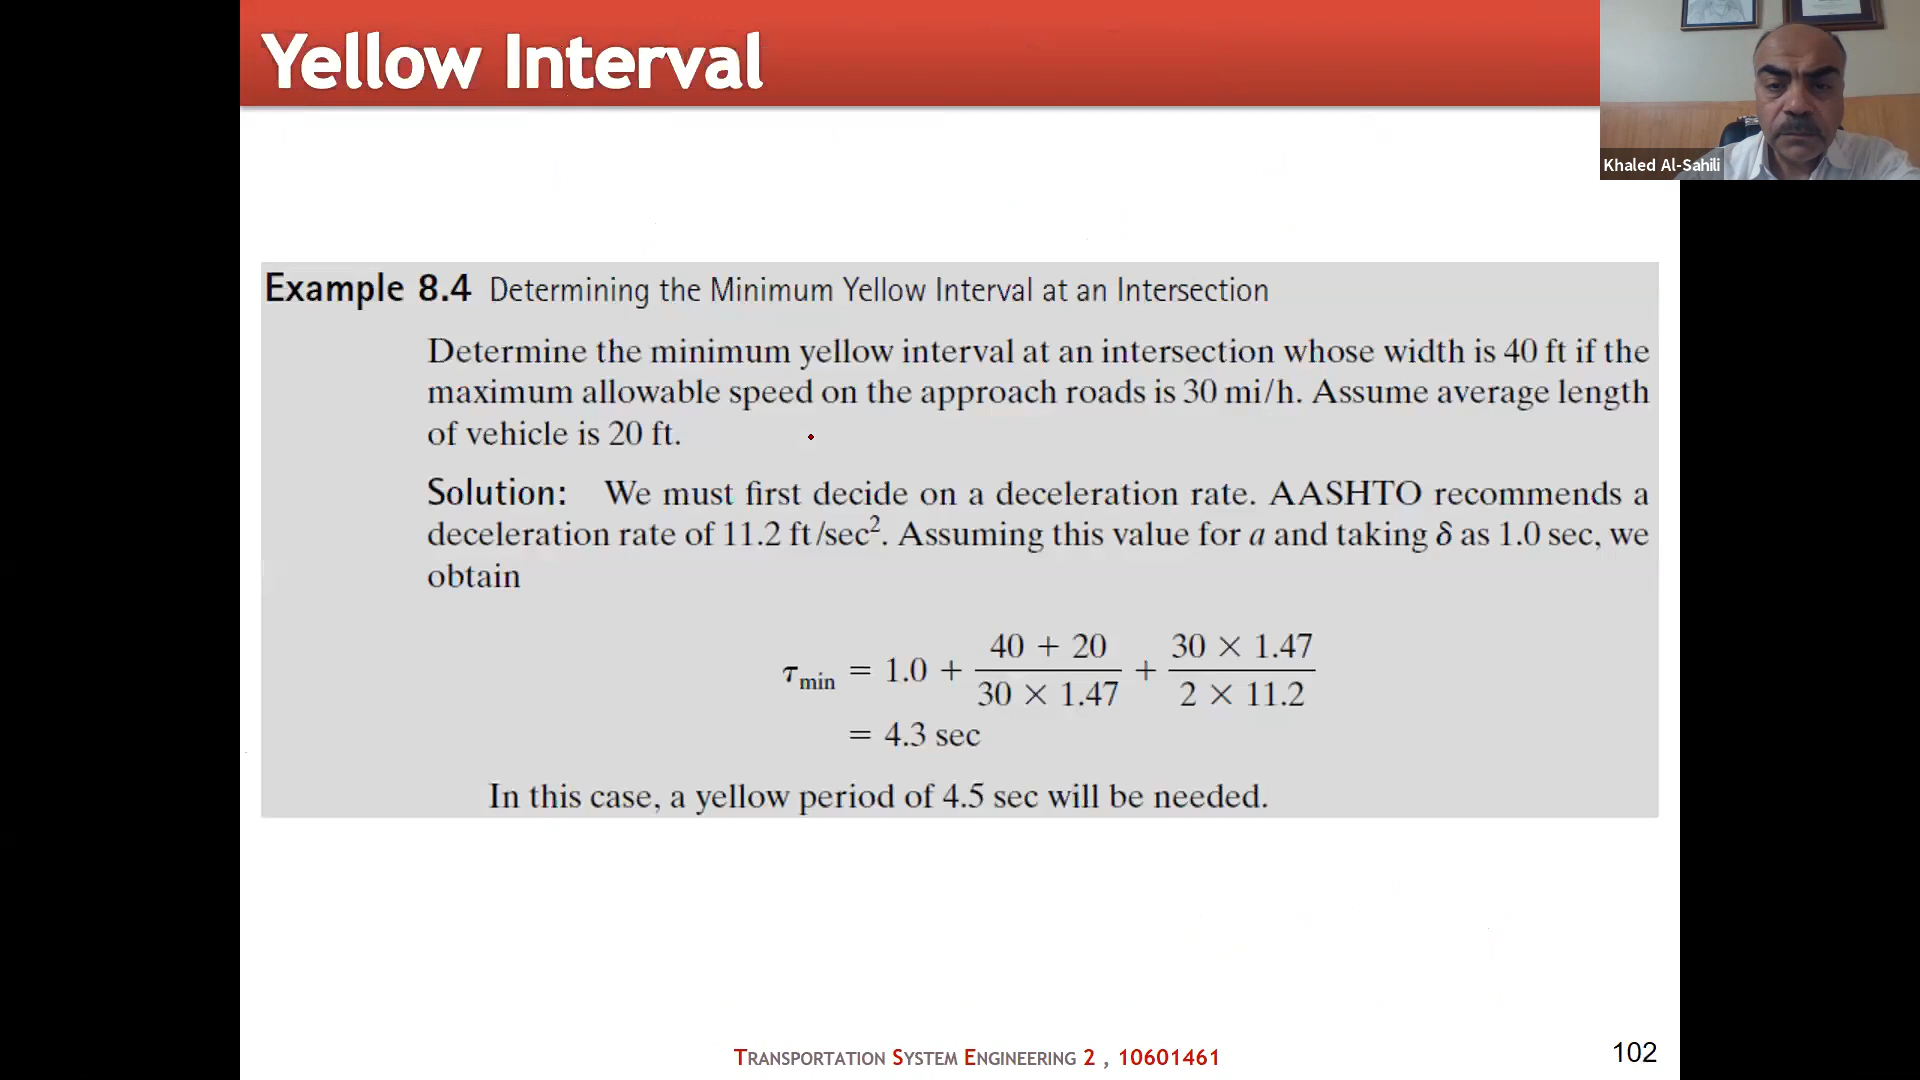 Yellow Interval
Khaled Al-Sahili
Example 8.4 Determining the Minimum Yellow Interval at an Intersection
Determine the minimum yellow interval at an intersection whose width is 40 ft if the
maximum allowable speed on the approach roads is 30 mi/h. Assume average length
of vehicle is 20 ft.
Solution: We must first decide on a deceleration rate. AASHTO recommends a
deceleration rate of 11.2 ft/sec². Assuming this value for a and taking δ as 1.0 sec, we
obtain
τmin = 1.0 + (40 + 20)/(30 × 1.47) + (30 × 1.47)/(2 × 11.2)
= 4.3 sec
In this case, a yellow period of 4.5 sec will be needed.
TRANSPORTATION SYSTEM ENGINEERING 2 , 10601461
102